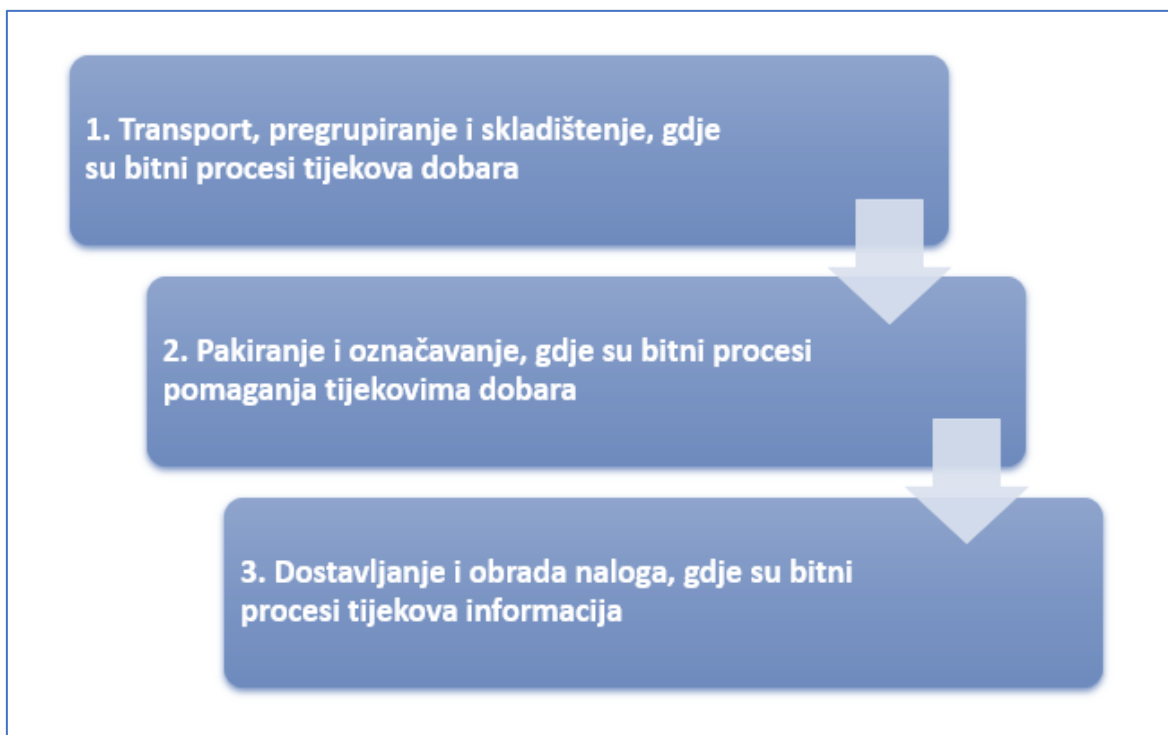 1. Transport, pregrupiranje i skladištenje, gdje
su bitni procesi tijekova dobara
2. Pakiranje i označavanje, gdje su bitni procesi
pomaganja tijekovima dobara
3. Dostavljanje i obrada naloga, gdje su bitni
procesi tijekova informacija